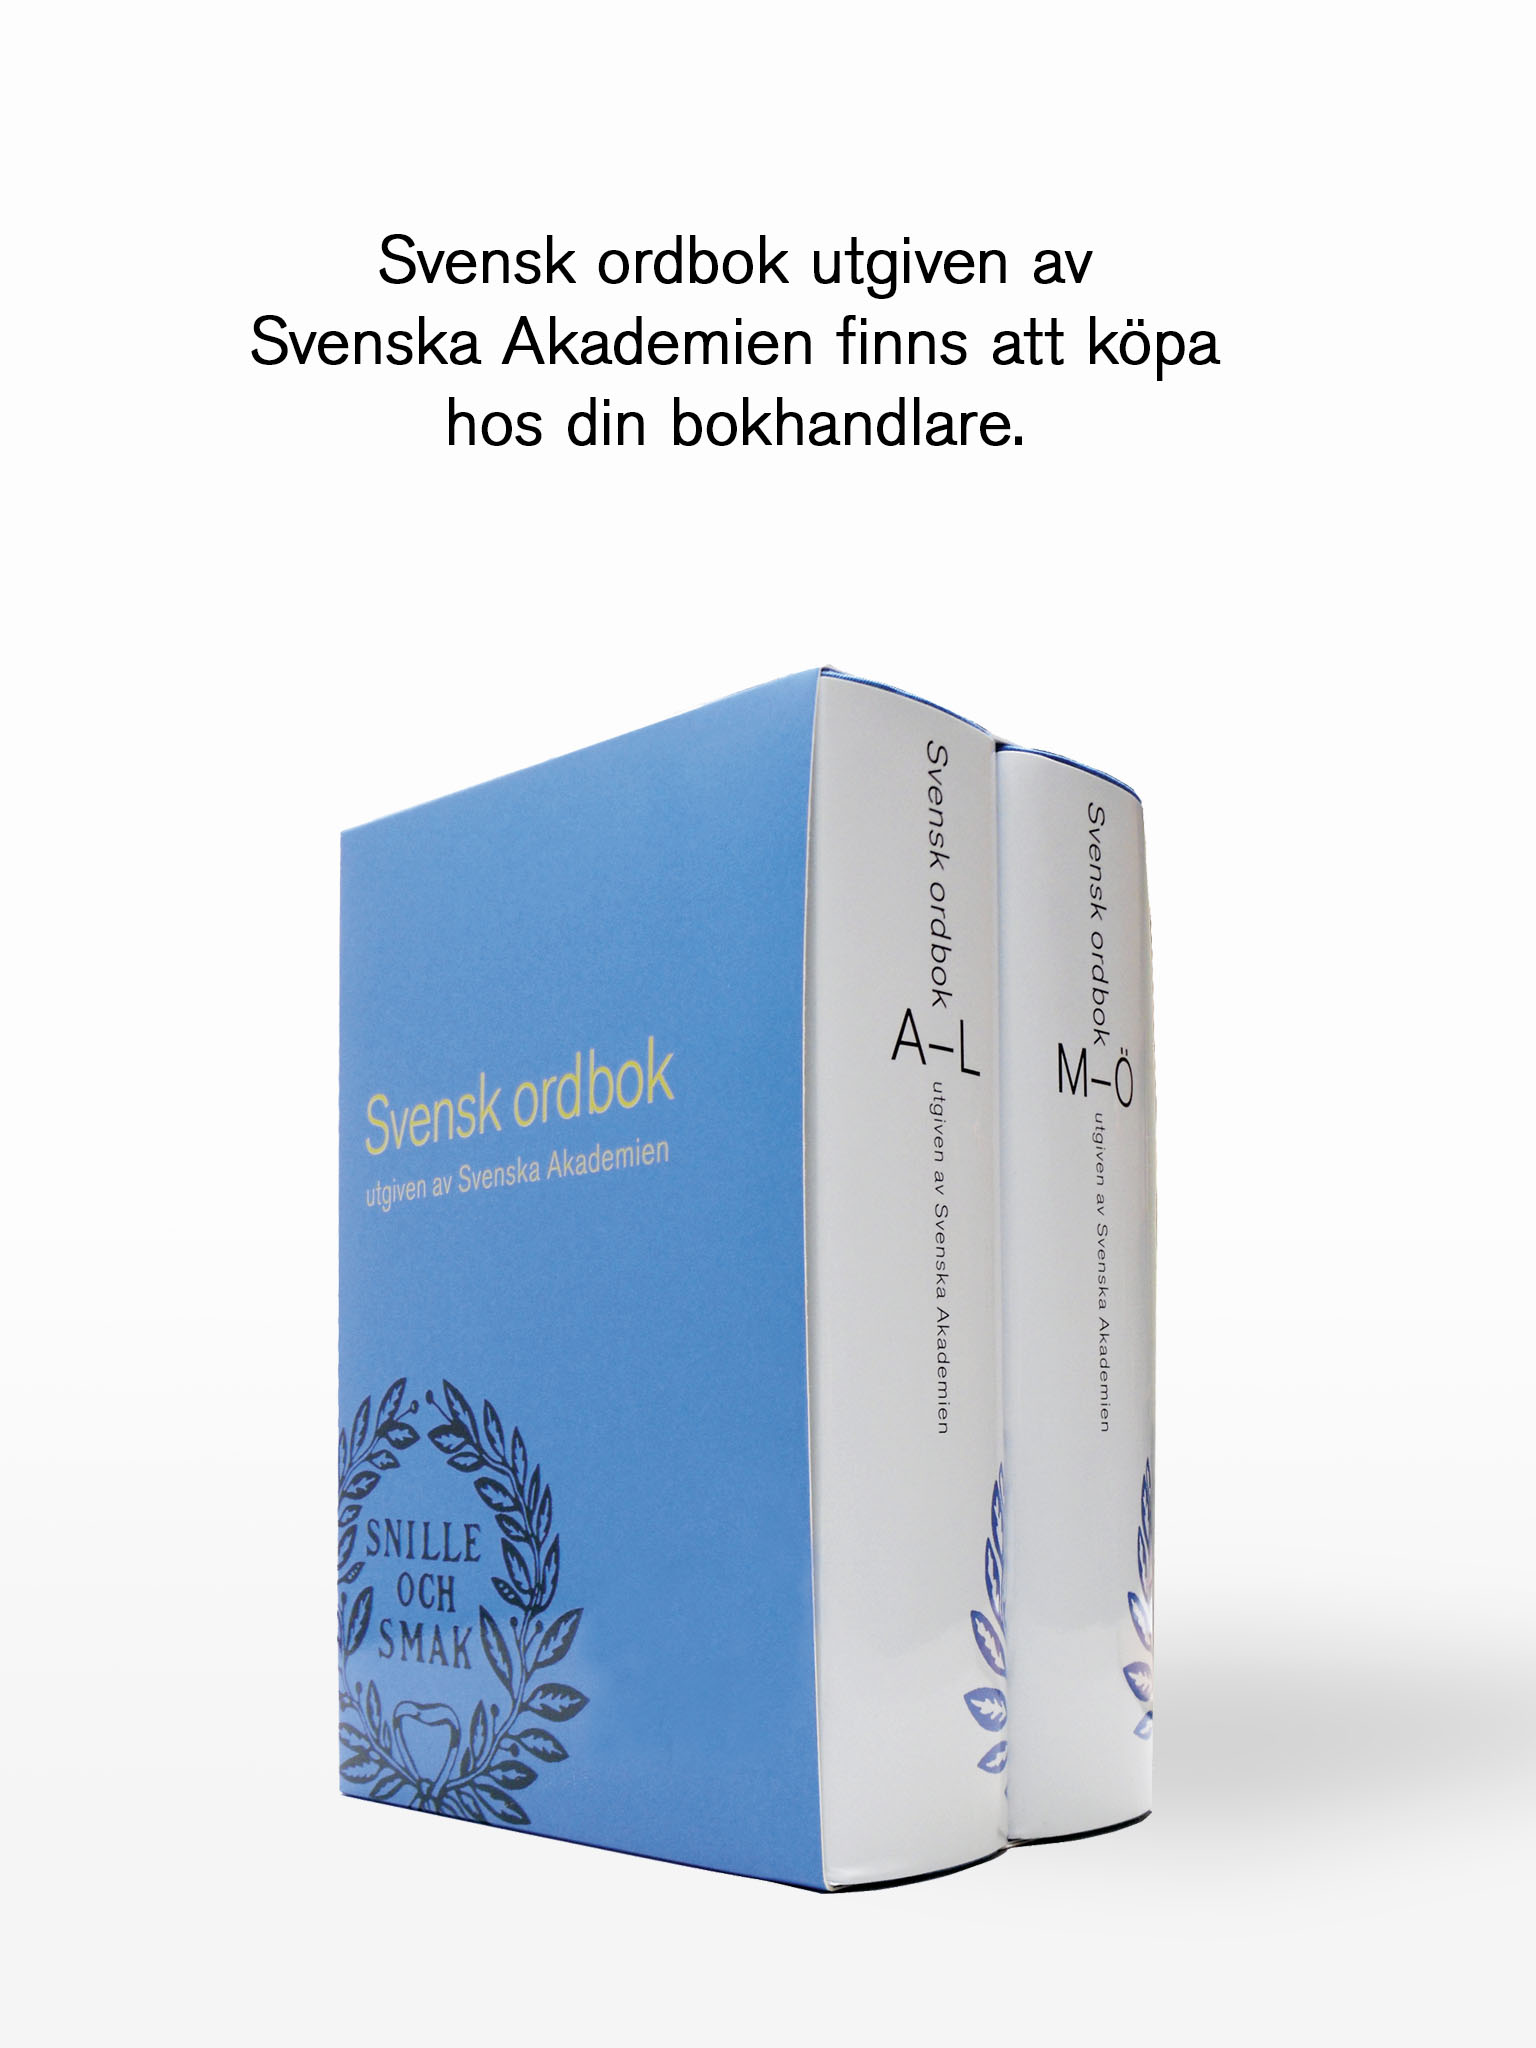 Svensk ordbok utgiven av
Svenska Akademien finns att köpa
hos din bokhandlare.
Svensk ordbok
utgiven av Svenska Akademien
SNILLE
OCH
SMAK
Svensk ordbok
A–L
utgiven av Svenska Akademien
Svensk ordbok
M–Ö
utgiven av Svenska Akademien